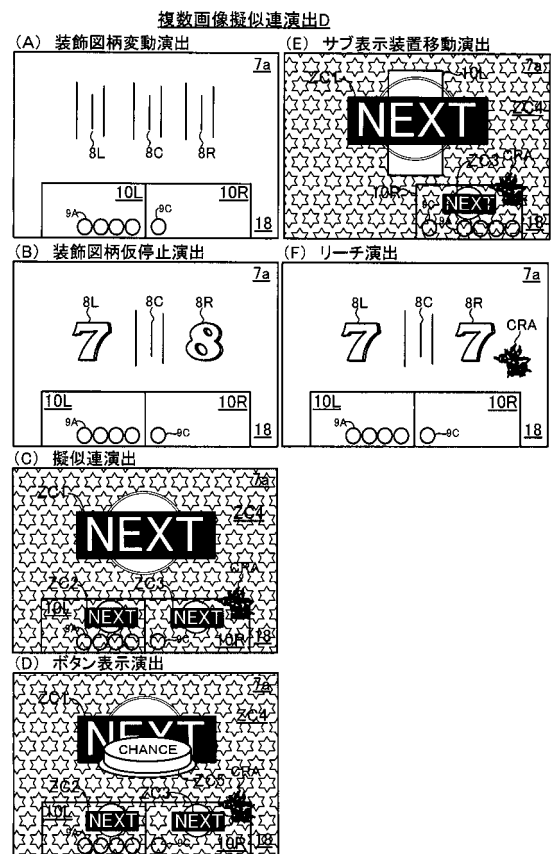 複数画像擬似連演出D
(A) 装飾図柄変動演出
7a
8L
8C
8R
10L
10R
9A
9C
18
(B) 装飾図柄仮停止演出
7a
8L
8C
8R
7
8
10L
10R
9A
9C
18
(C) 擬似連演出
7a
ZC1
ZC4
NEXT
CRA
ZC2
ZC3
10L
NEXT
NEXT
9A
9C
10R
18
(D) ボタン表示演出
7a
ZC1
ZC4
NEXT
CHANCE
ZC5
CRA
ZC2
ZC3
10L
NEXT
NEXT
9A
9C
10R
18
(E) サブ表示装置移動演出
7a
ZC1
10L
ZC4
NEXT
ZC3
CRA
10R
9C
NEXT
9A
18
(F) リーチ演出
7a
8L
8C
8R
7
7
CRA
10L
10R
9A
9C
18